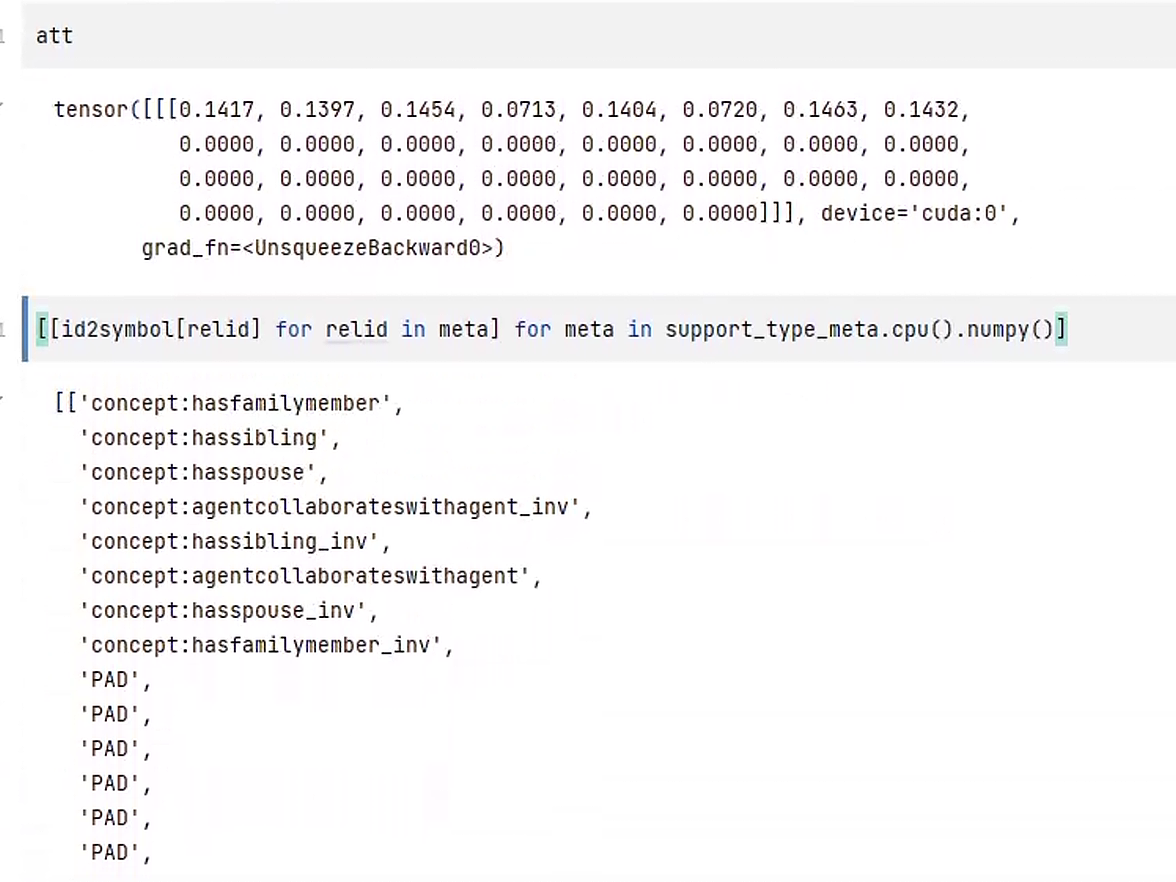 att
tensor([[[0.1417, 0.1397, 0.1454, 0.0713, 0.1404, 0.0720, 0.1463, 0.1432,
0.0000, 0.0000, 0.0000, 0.0000, 0.0000, 0.0000, 0.0000, 0.0000,
0.0000, 0.0000, 0.0000, 0.0000, 0.0000, 0.0000, 0.0000, 0.0000,
0.0000, 0.0000, 0.0000, 0.0000, 0.0000, 0.0000]]], device='cuda:0',
grad_fn=<UnsqueezeBackward0>)
[[id2symbol[relid] for relid in meta] for meta in support_type_meta.cpu().numpy()]
[['concept:hasfamilymember',
'concept:hassibling',
'concept:hasspouse',
'concept:agentcollaborateswithagent_inv',
'concept:hassibling_inv',
'concept:agentcollaborateswithagent',
'concept:hasspouse_inv',
'concept:hasfamilymember_inv',
'PAD',
'PAD',
'PAD',
'PAD',
'PAD',
'PAD',